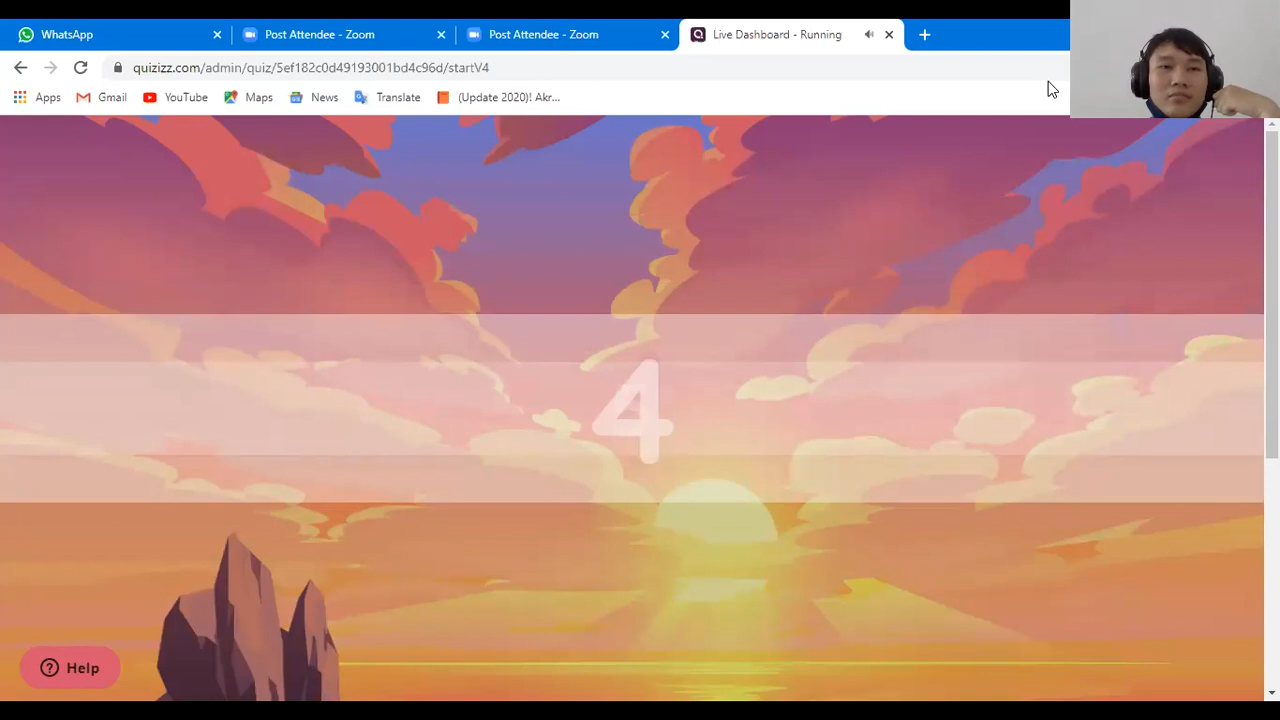 WhatsApp
Post Attendee - Zoom
Post Attendee - Zoom
Live Dashboard - Running
quizizz.com/admin/quiz/5ef182c0d49193001bd4c96d/startV4
Apps
Gmail
YouTube
Maps
News
Translate
(Update 2020)! Akr...
4
Help